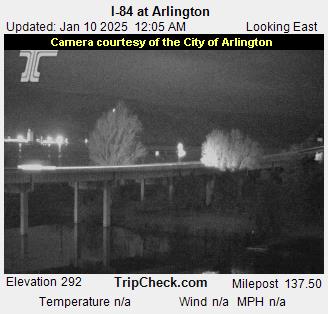 I-84 at Arlington
Updated: Jan 10 2025 12:05 AM Looking East
Camera courtesy of the City of Arlington
Elevation 292 TripCheck.com Milepost 137.50
Temperature n/a Wind n/a MPH n/a